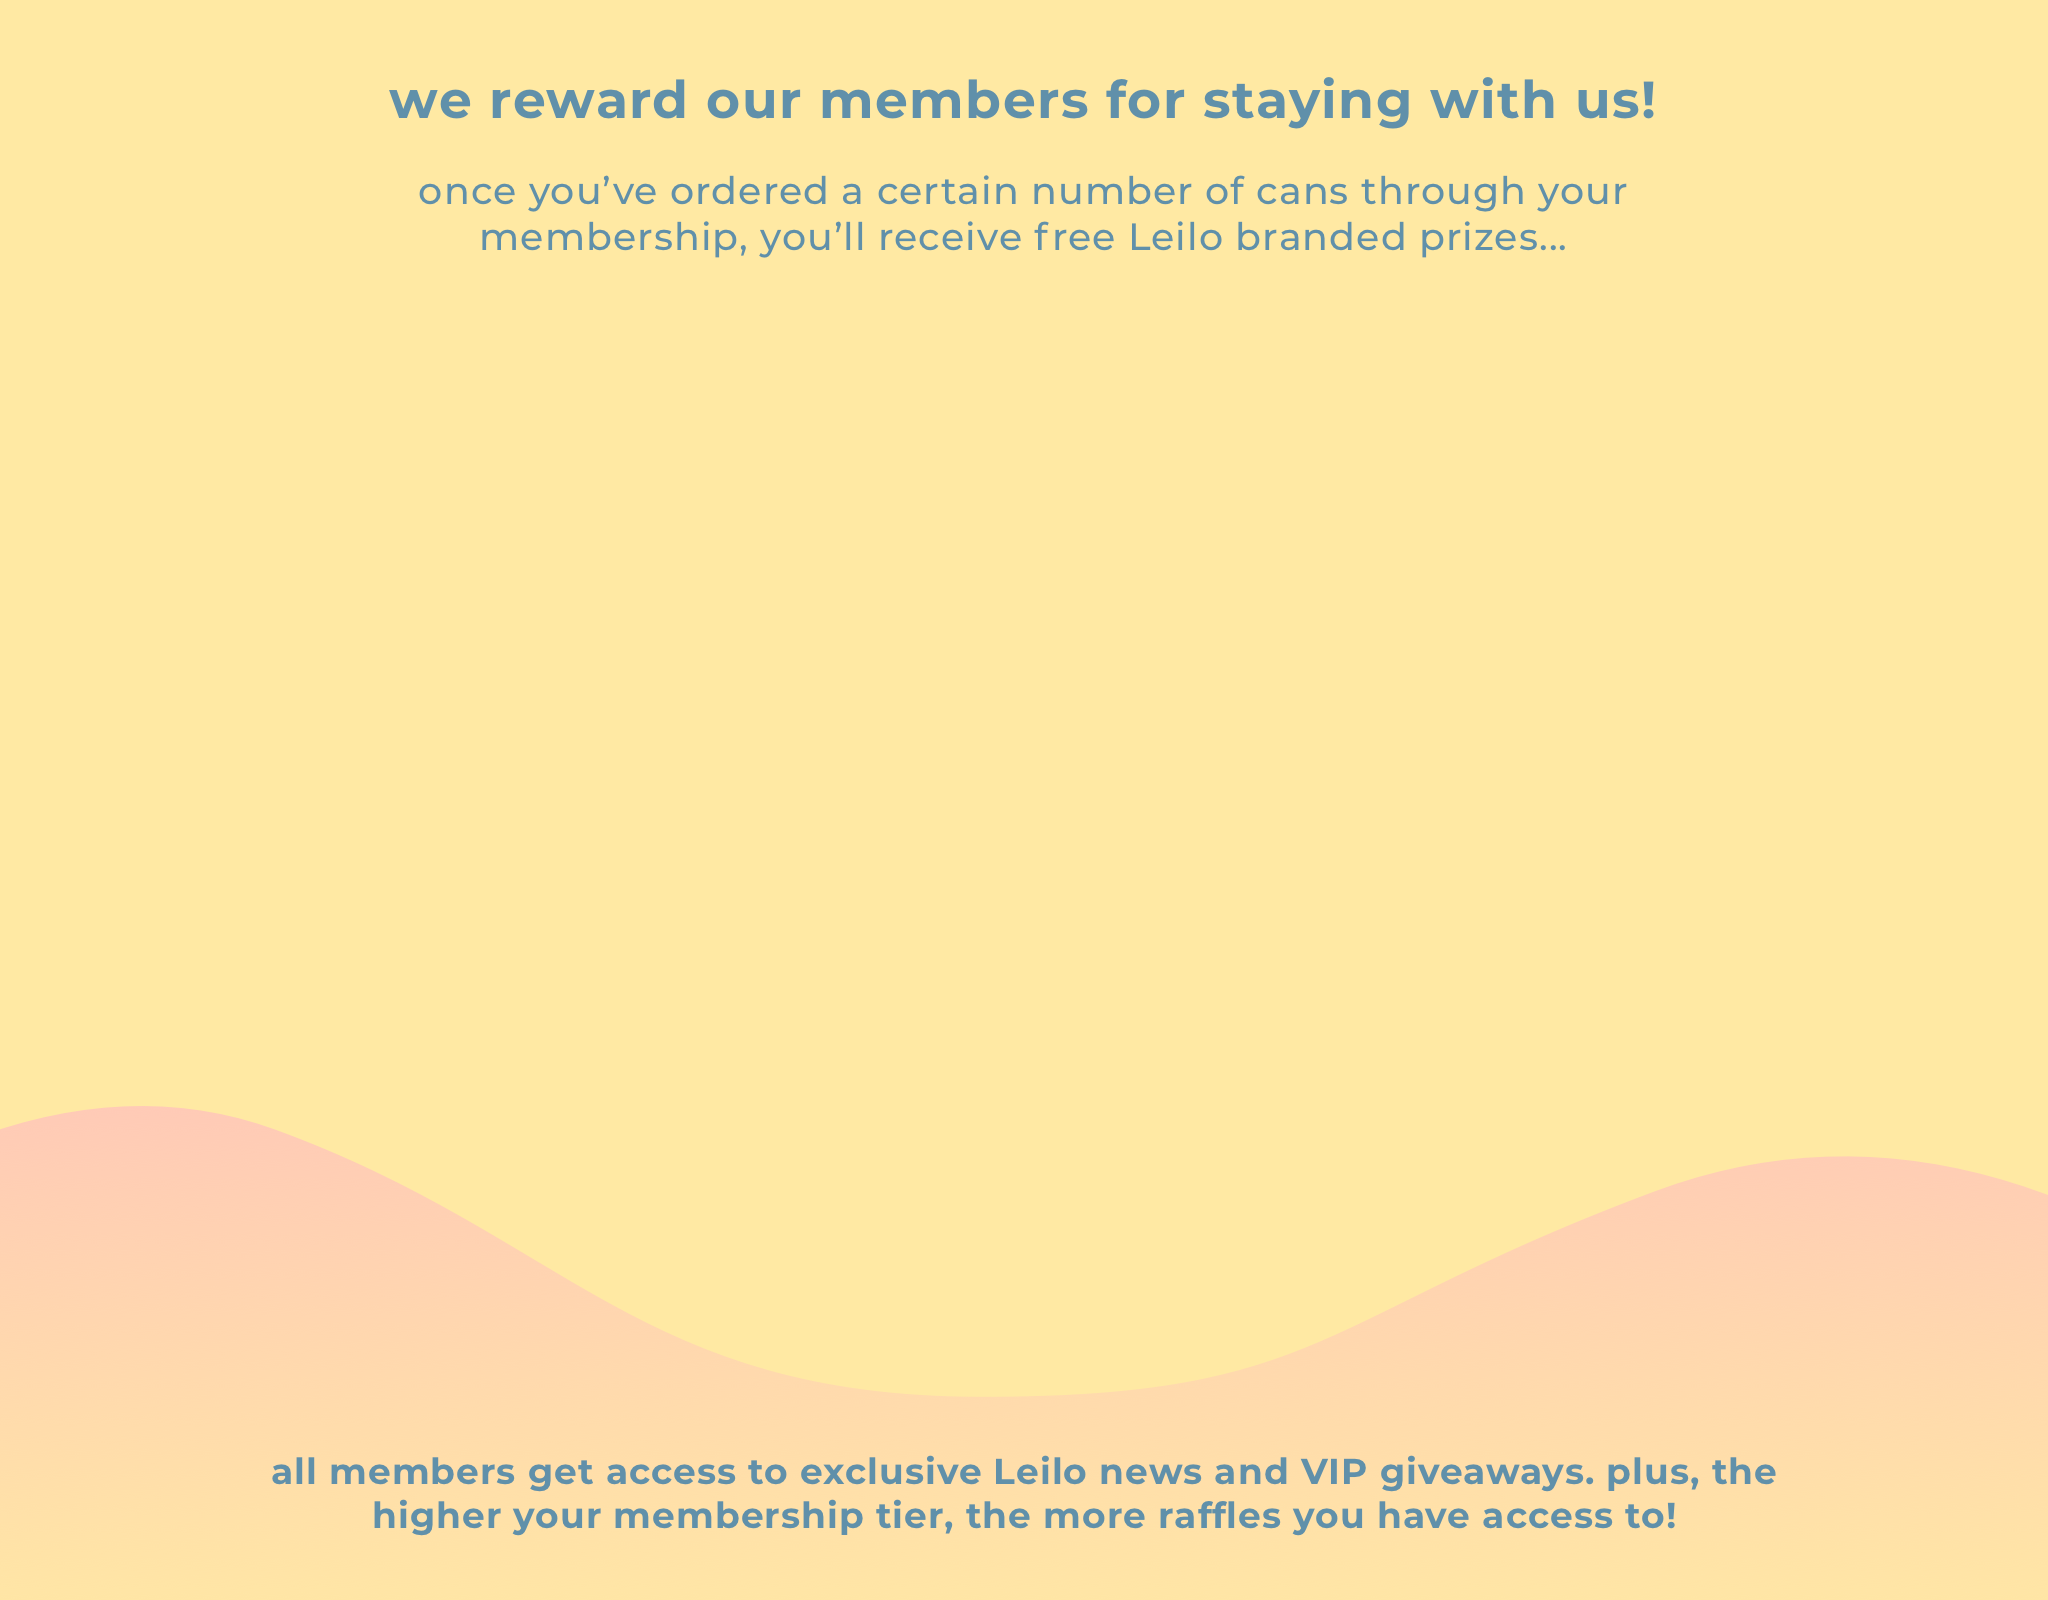 we reward our members for staying with us!
once you’ve ordered a certain number of cans through your
membership, you’ll receive free Leilo branded prizes...
all members get access to exclusive Leilo news and VIP giveaways. plus, the
higher your membership tier, the more raffles you have access to!